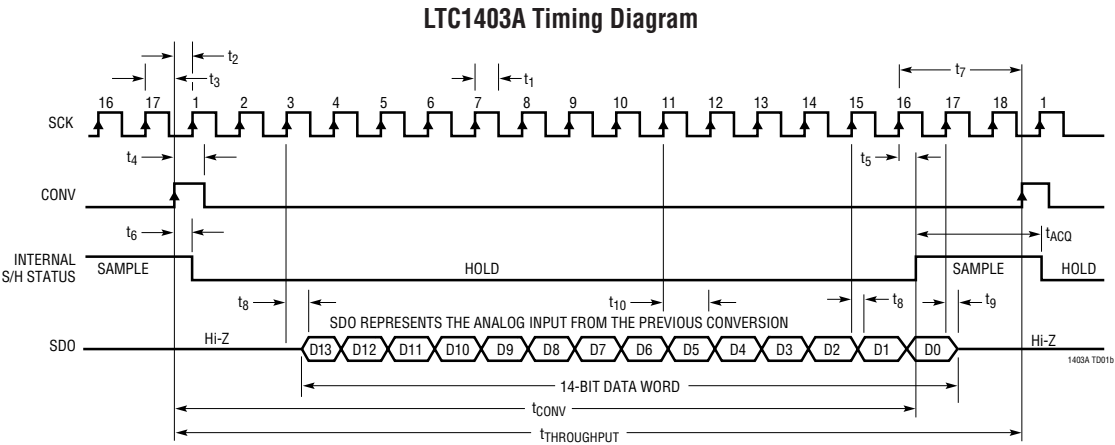 LTC1403A Timing Diagram
t2
t3
t1
t7
16 17 1 2 3 4 5 6 7 8 9 10 11 12 13 14 15 16 17 18 1
SCK
t4
t5
CONV
t6
tACQ
INTERNAL
S/H STATUS
SAMPLE HOLD SAMPLE HOLD
t8 t10 t8 t9
SDO REPRESENTS THE ANALOG INPUT FROM THE PREVIOUS CONVERSION
SDO Hi-Z D13 D12 D11 D10 D9 D8 D7 D6 D5 D4 D3 D2 D1 D0 Hi-Z
1403A TD01b
14-BIT DATA WORD
tCONV
tTHROUGHPUT